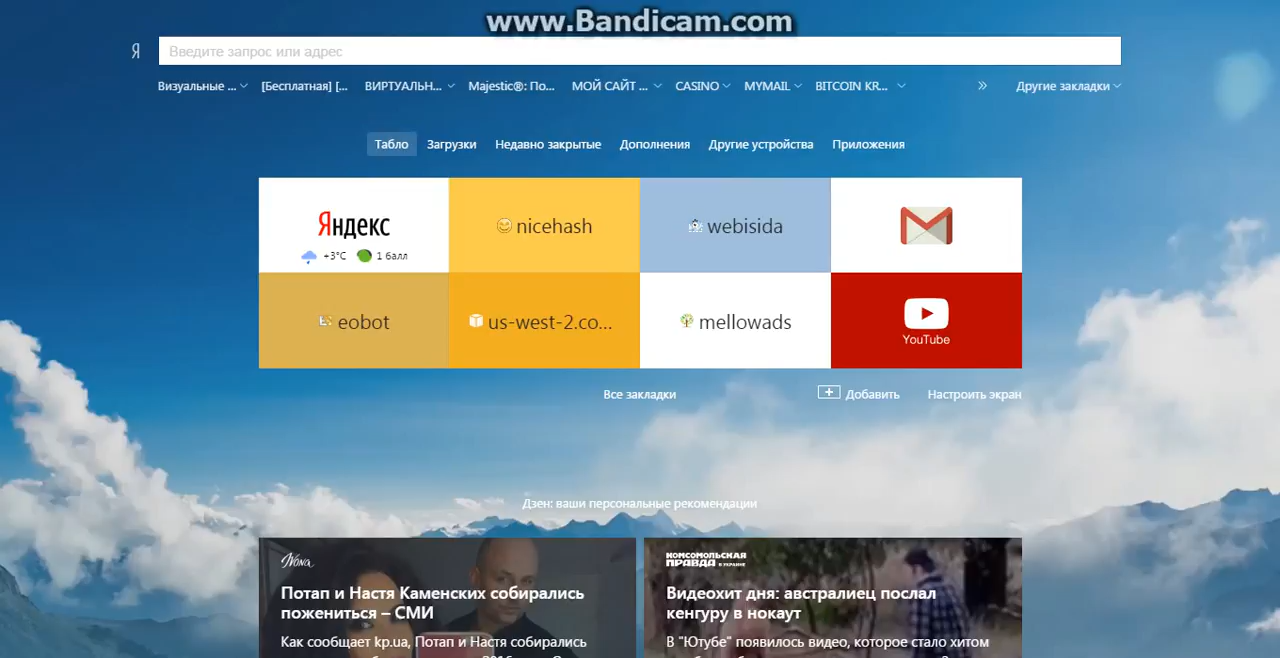 www.Bandicam.com
Я
Введите запрос или адрес
Визуальные ... [Бесплатная] [... ВИРТУАЛЬН... Majestic®: По... МОЙ САЙТ ... CASINO MYMAIL BITCOIN KR... » Другие закладки
Табло Загрузки Недавно закрытые Дополнения Другие устройства Приложения
Яндекс
+3°C 1 балл
nicehash
webisida
eobot
us-west-2.co...
mellowads
YouTube
Все закладки
Добавить Настроить экран
Дзен: ваши персональные рекомендации
Ivona
Потап и Настя Каменских собирались
пожениться – СМИ
Как сообщает kp.ua, Потап и Настя собирались
КОМСОМОЛЬСКАЯ
ПРАВДА В УКРАИНЕ
Видеохит дня: австралиец послал
кенгуру в нокаут
В "Ютубе" появилось видео, которое стало хитом